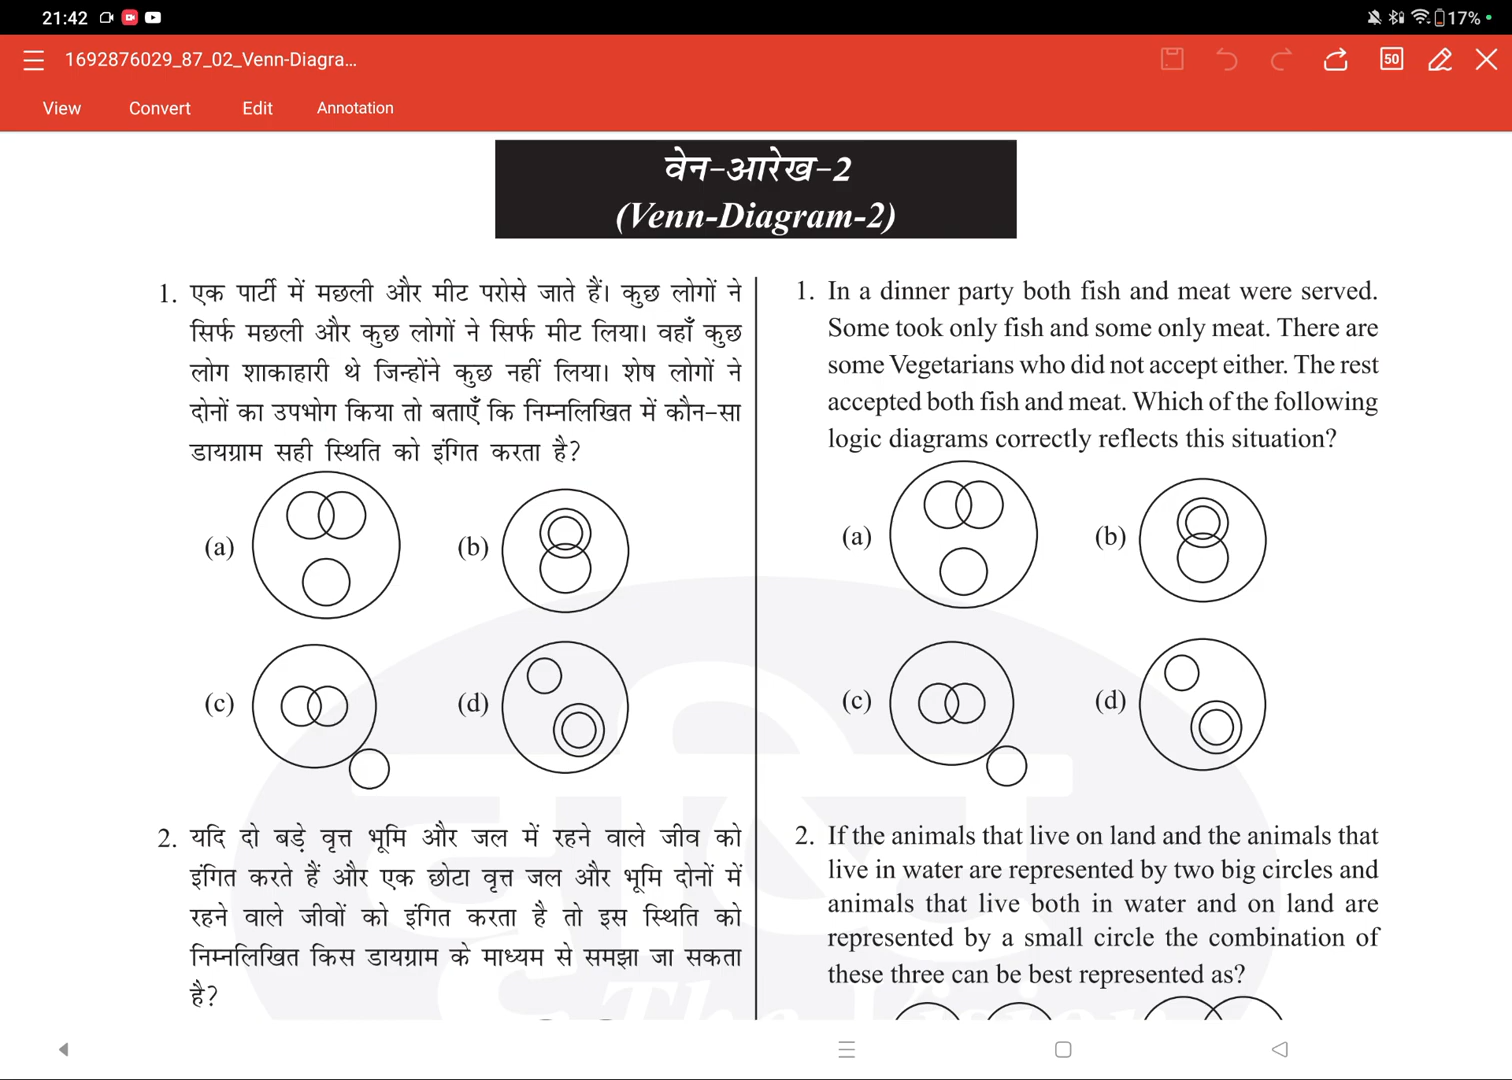 21:42
17%
1692876029_87_02_Venn-Diagra...
50
View Convert Edit Annotation
वेन-आरेख-2
(Venn-Diagram-2)
1. एक पार्टी में मछली और मीट परोसे जाते हैं। कुछ लोगों ने
सिर्फ मछली और कुछ लोगों ने सिर्फ मीट लिया। वहाँ कुछ
लोग शाकाहारी थे जिन्होंने कुछ नहीं लिया। शेष लोगों ने
दोनों का उपभोग किया तो बताएँ कि निम्नलिखित में कौन-सा
डायग्राम सही स्थिति को इंगित करता है?
(a)
(b)
(c)
(d)
2. यदि दो बड़े वृत्त भूमि और जल में रहने वाले जीव को
इंगित करते हैं और एक छोटा वृत्त जल और भूमि दोनों में
रहने वाले जीवों को इंगित करता है तो इस स्थिति को
निम्नलिखित किस डायग्राम के माध्यम से समझा जा सकता
है?
1. In a dinner party both fish and meat were served.
Some took only fish and some only meat. There are
some Vegetarians who did not accept either. The rest
accepted both fish and meat. Which of the following
logic diagrams correctly reflects this situation?
(a)
(b)
(c)
(d)
2. If the animals that live on land and the animals that
live in water are represented by two big circles and
animals that live both in water and on land are
represented by a small circle the combination of
these three can be best represented as?